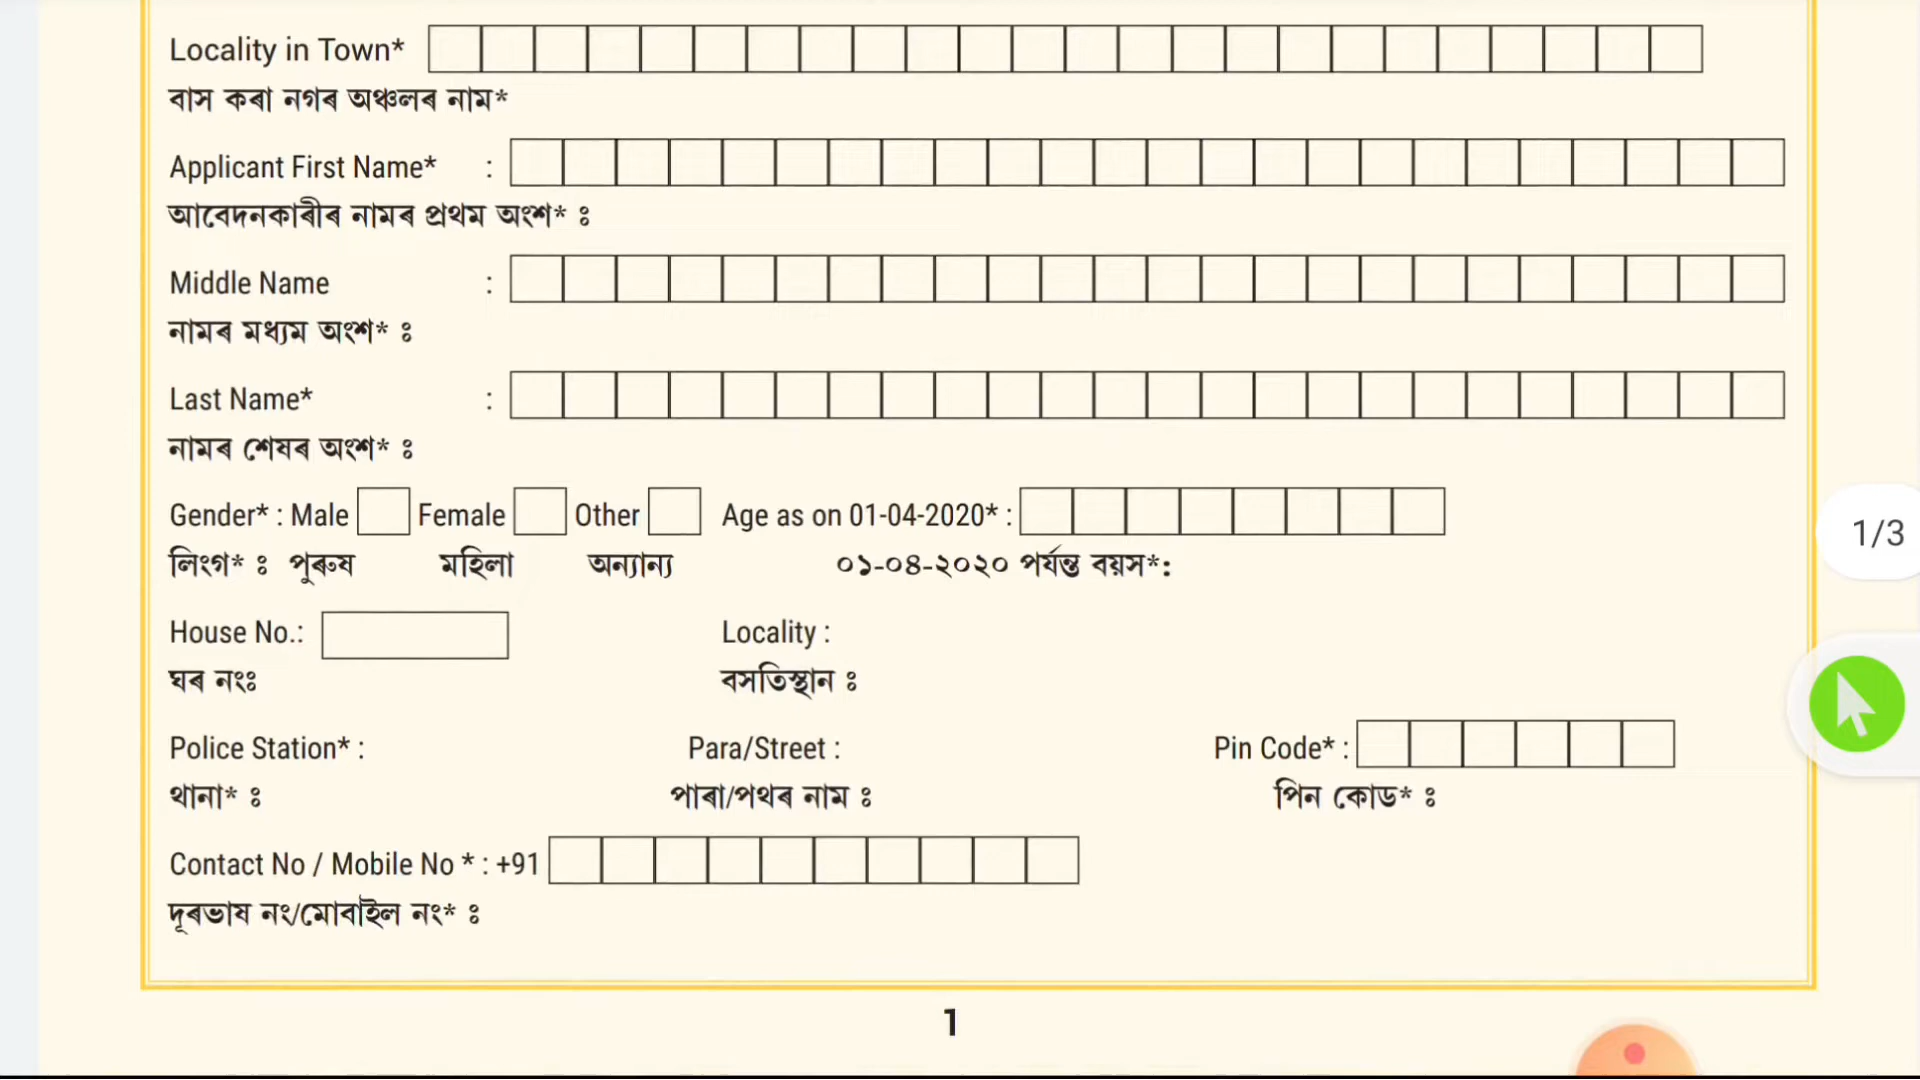 Locality in Town*
বাস কৰা নগৰ অঞ্চলৰ নাম*
Applicant First Name* :
আবেদনকাৰীৰ নামৰ প্ৰথম অংশ* ঃ
Middle Name :
নামৰ মধ্যম অংশ* ঃ
Last Name* :
নামৰ শেষৰ অংশ* ঃ
Gender* : Male Female Other Age as on 01-04-2020* :
লিংগ* ঃ পুৰুষ মহিলা অন্যান্য ০১-০৪-২০২০ পৰ্যন্ত বয়স*:
House No.: Locality :
ঘৰ নংঃ বসতিস্থান ঃ
Police Station* : Para/Street : Pin Code* :
থানা* ঃ পাৰা/পথৰ নাম ঃ পিন কোড* ঃ
Contact No / Mobile No * : +91
দূৰভাষ নং/মোবাইল নং* ঃ
1
1/3